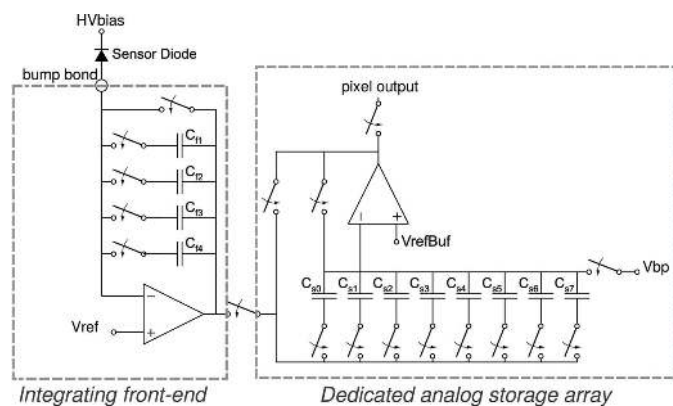 HVbias
Sensor Diode
bump bond
pixel output
Cf1
Cf2
Cf3
Cf4
− +
VrefBuf
Vbp
Cs0 Cs1 Cs2 Cs3 Cs4 Cs5 Cs6 Cs7
−
Vref +
Integrating front-end Dedicated analog storage array